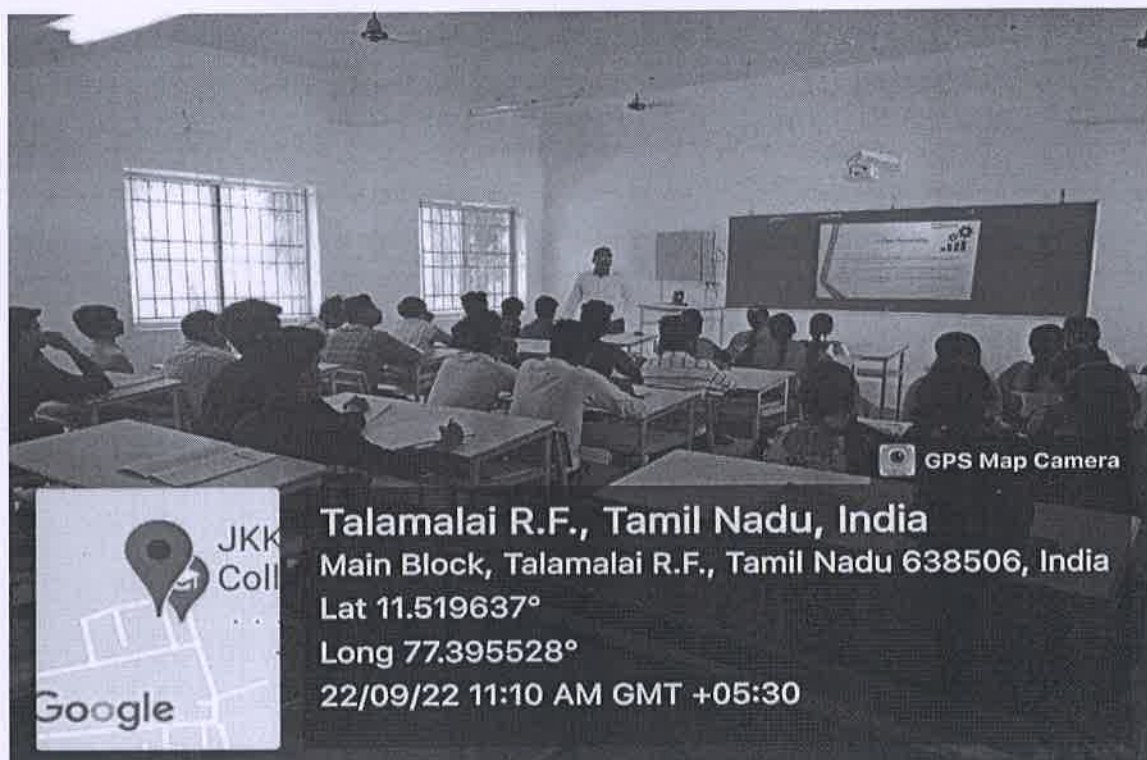 GPS Map Camera
JKK
Coll
Google
Talamalai R.F., Tamil Nadu, India
Main Block, Talamalai R.F., Tamil Nadu 638506, India
Lat 11.519637°
Long 77.395528°
22/09/22 11:10 AM GMT +05:30